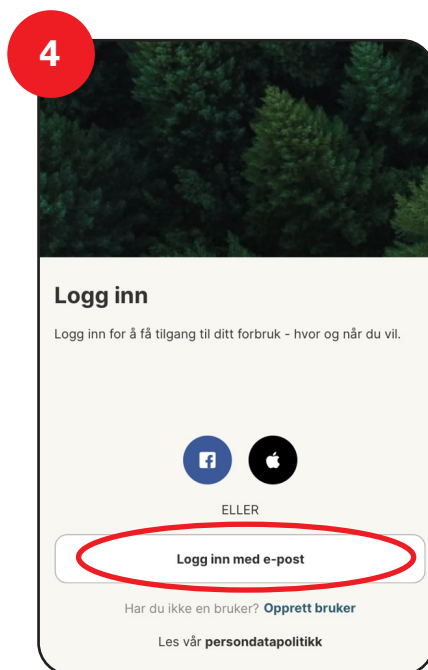 4
Logg inn
Logg inn for å få tilgang til ditt forbruk - hvor og når du vil.
ELLER
Logg inn med e-post
Har du ikke en bruker? Opprett bruker
Les vår persondatapolitikk